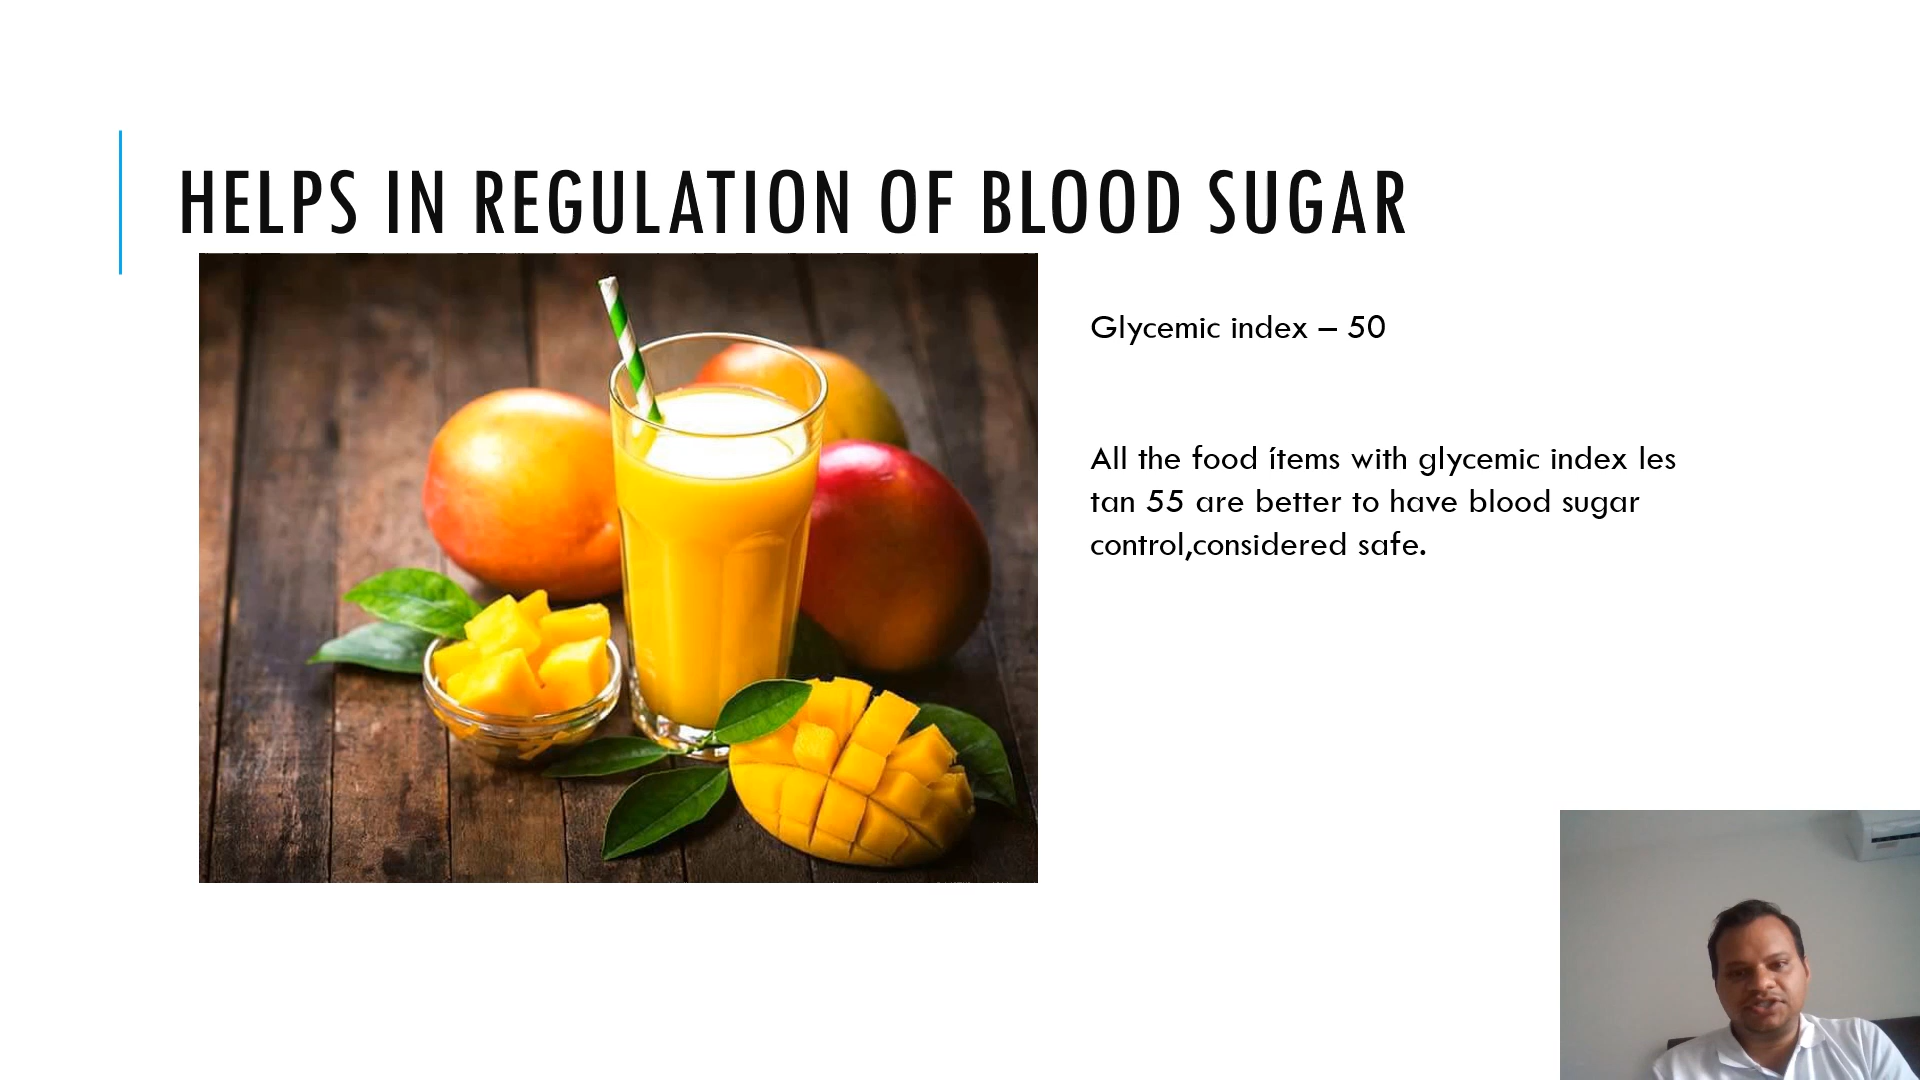 HELPS IN REGULATION OF BLOOD SUGAR
Glycemic index – 50
All the food ítems with glycemic index les
tan 55 are better to have blood sugar
control,considered safe.